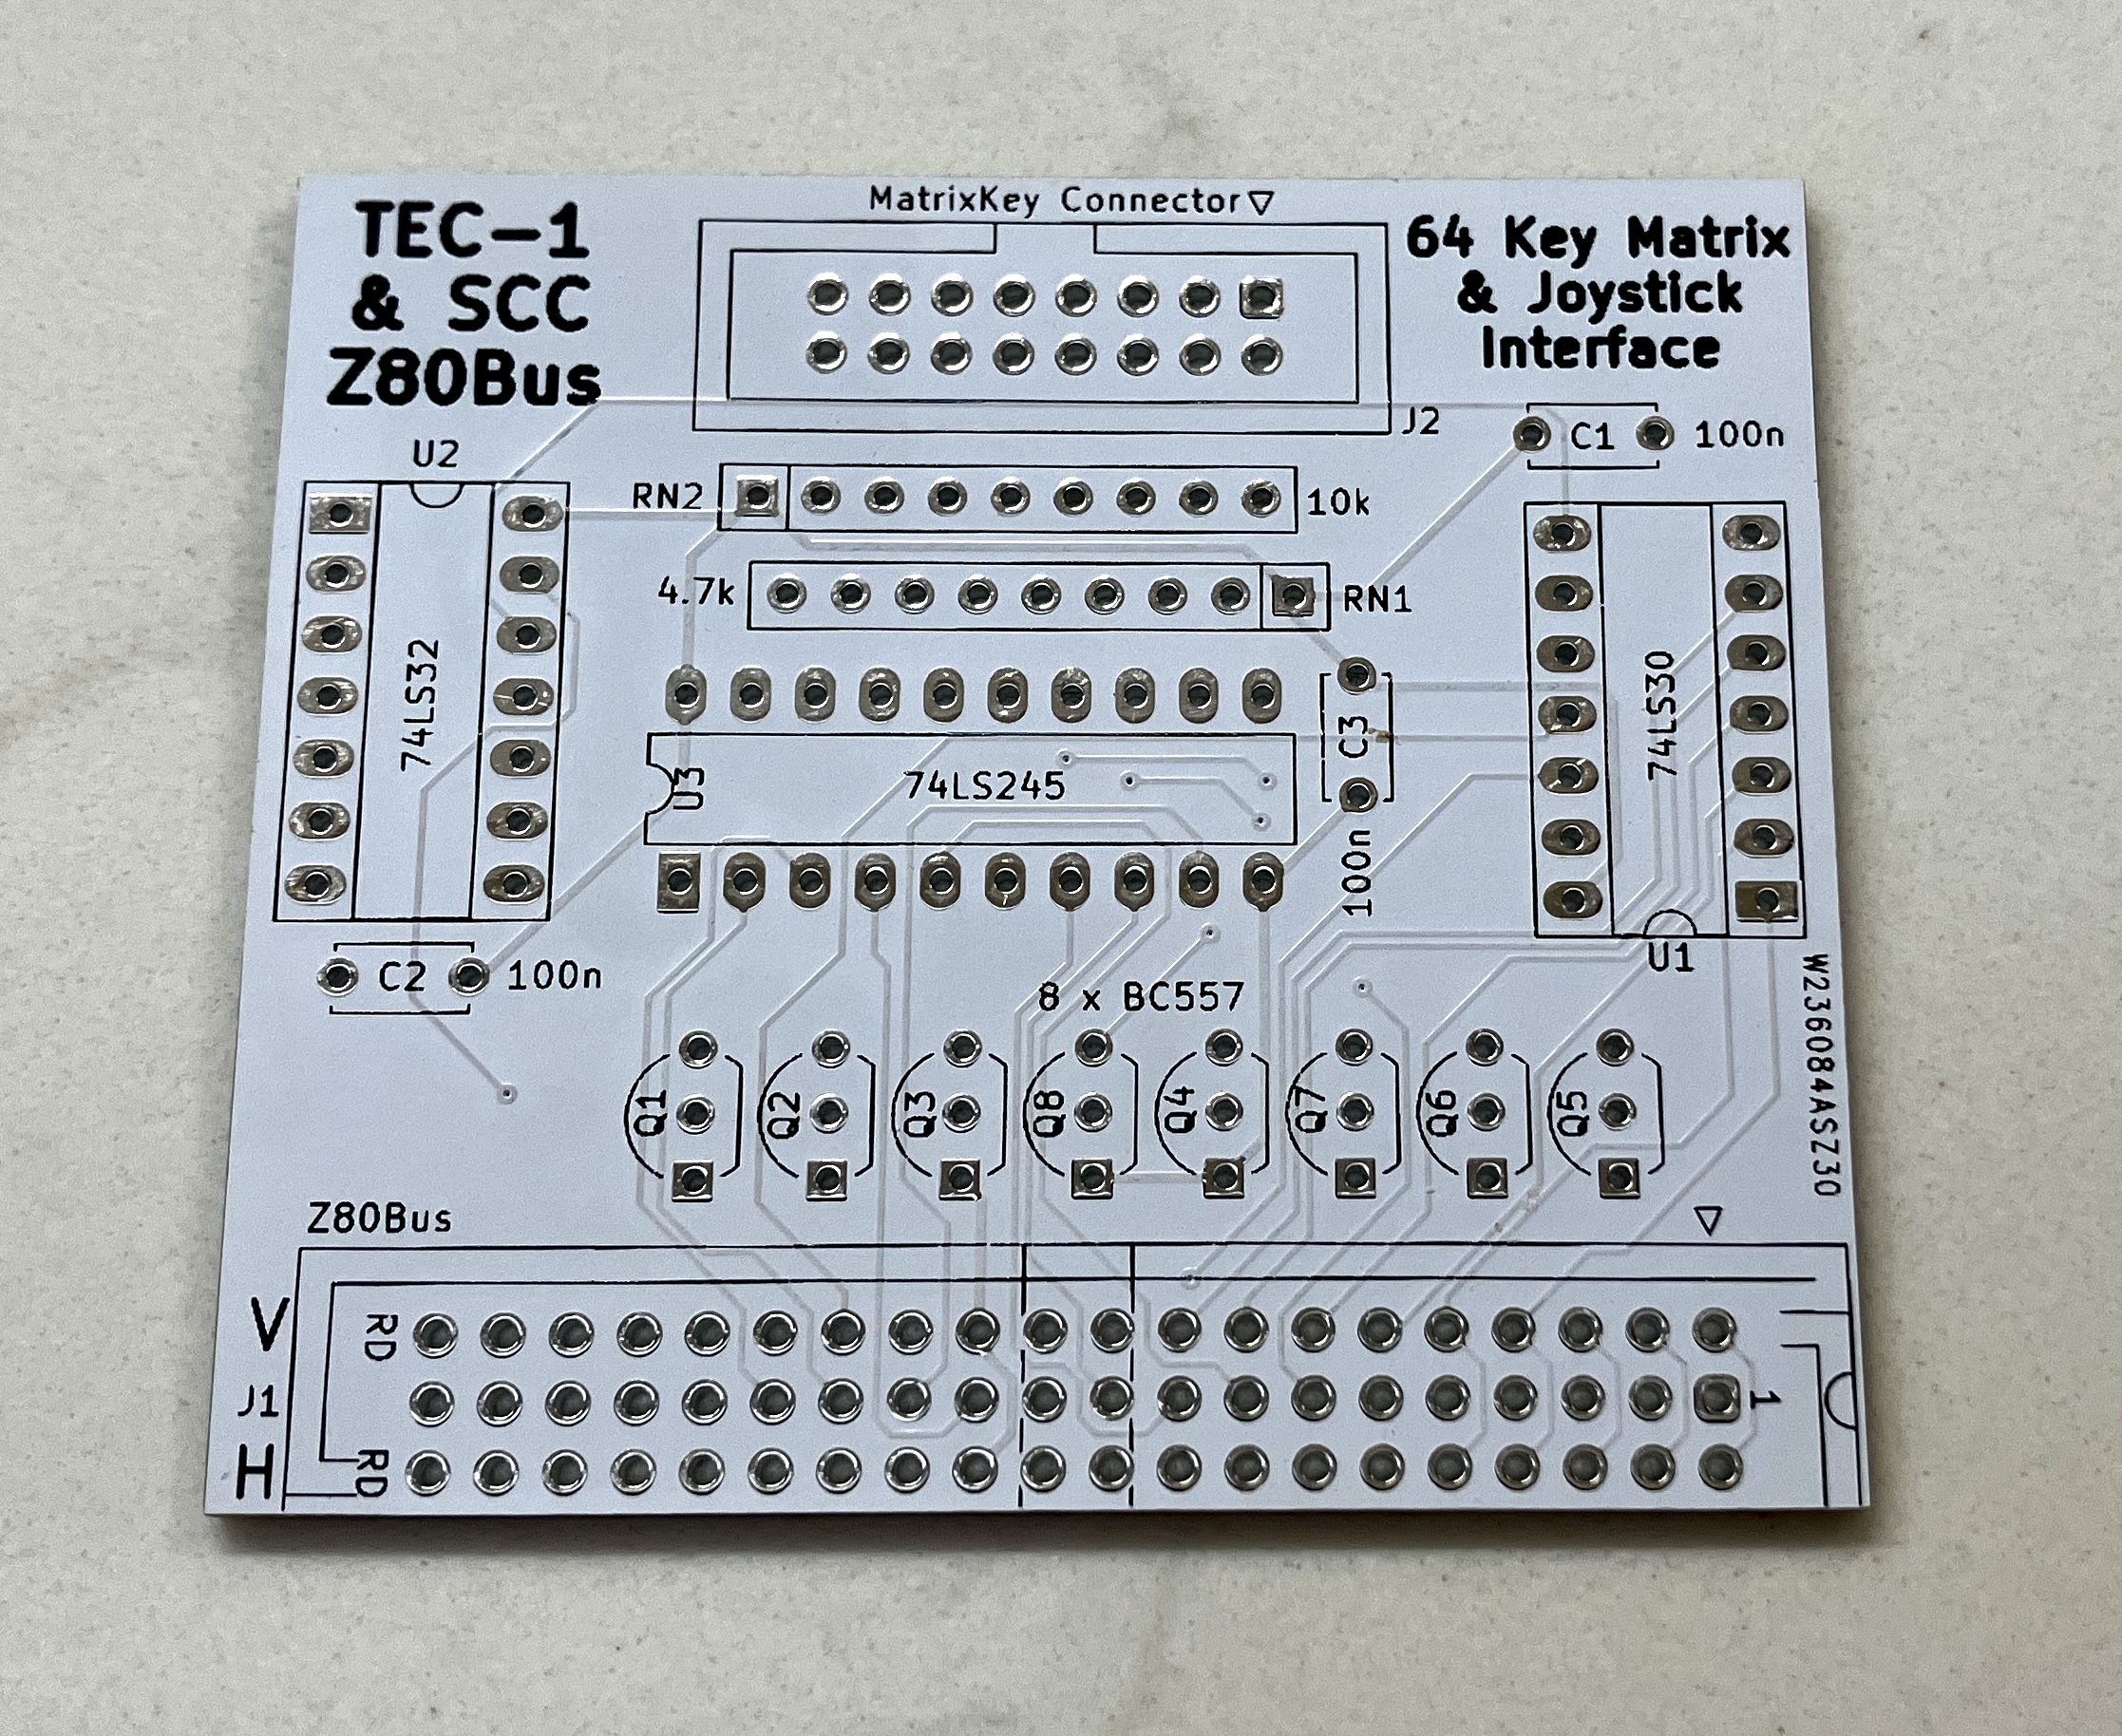 MatrixKey Connector
TEC-1
& SCC
Z80Bus
64 Key Matrix
& Joystick
Interface
J2
C1 100n
U2
RN2 10k
4.7k RN1
74LS32
74LS30
C3
100n
U3 74LS245
U1
C2 100n
8 x BC557
W236084ASZ30
Q1 Q2 Q3 Q8 Q4 Q7 Q6 Q5
Z80Bus
V RD
J1 1
H RD